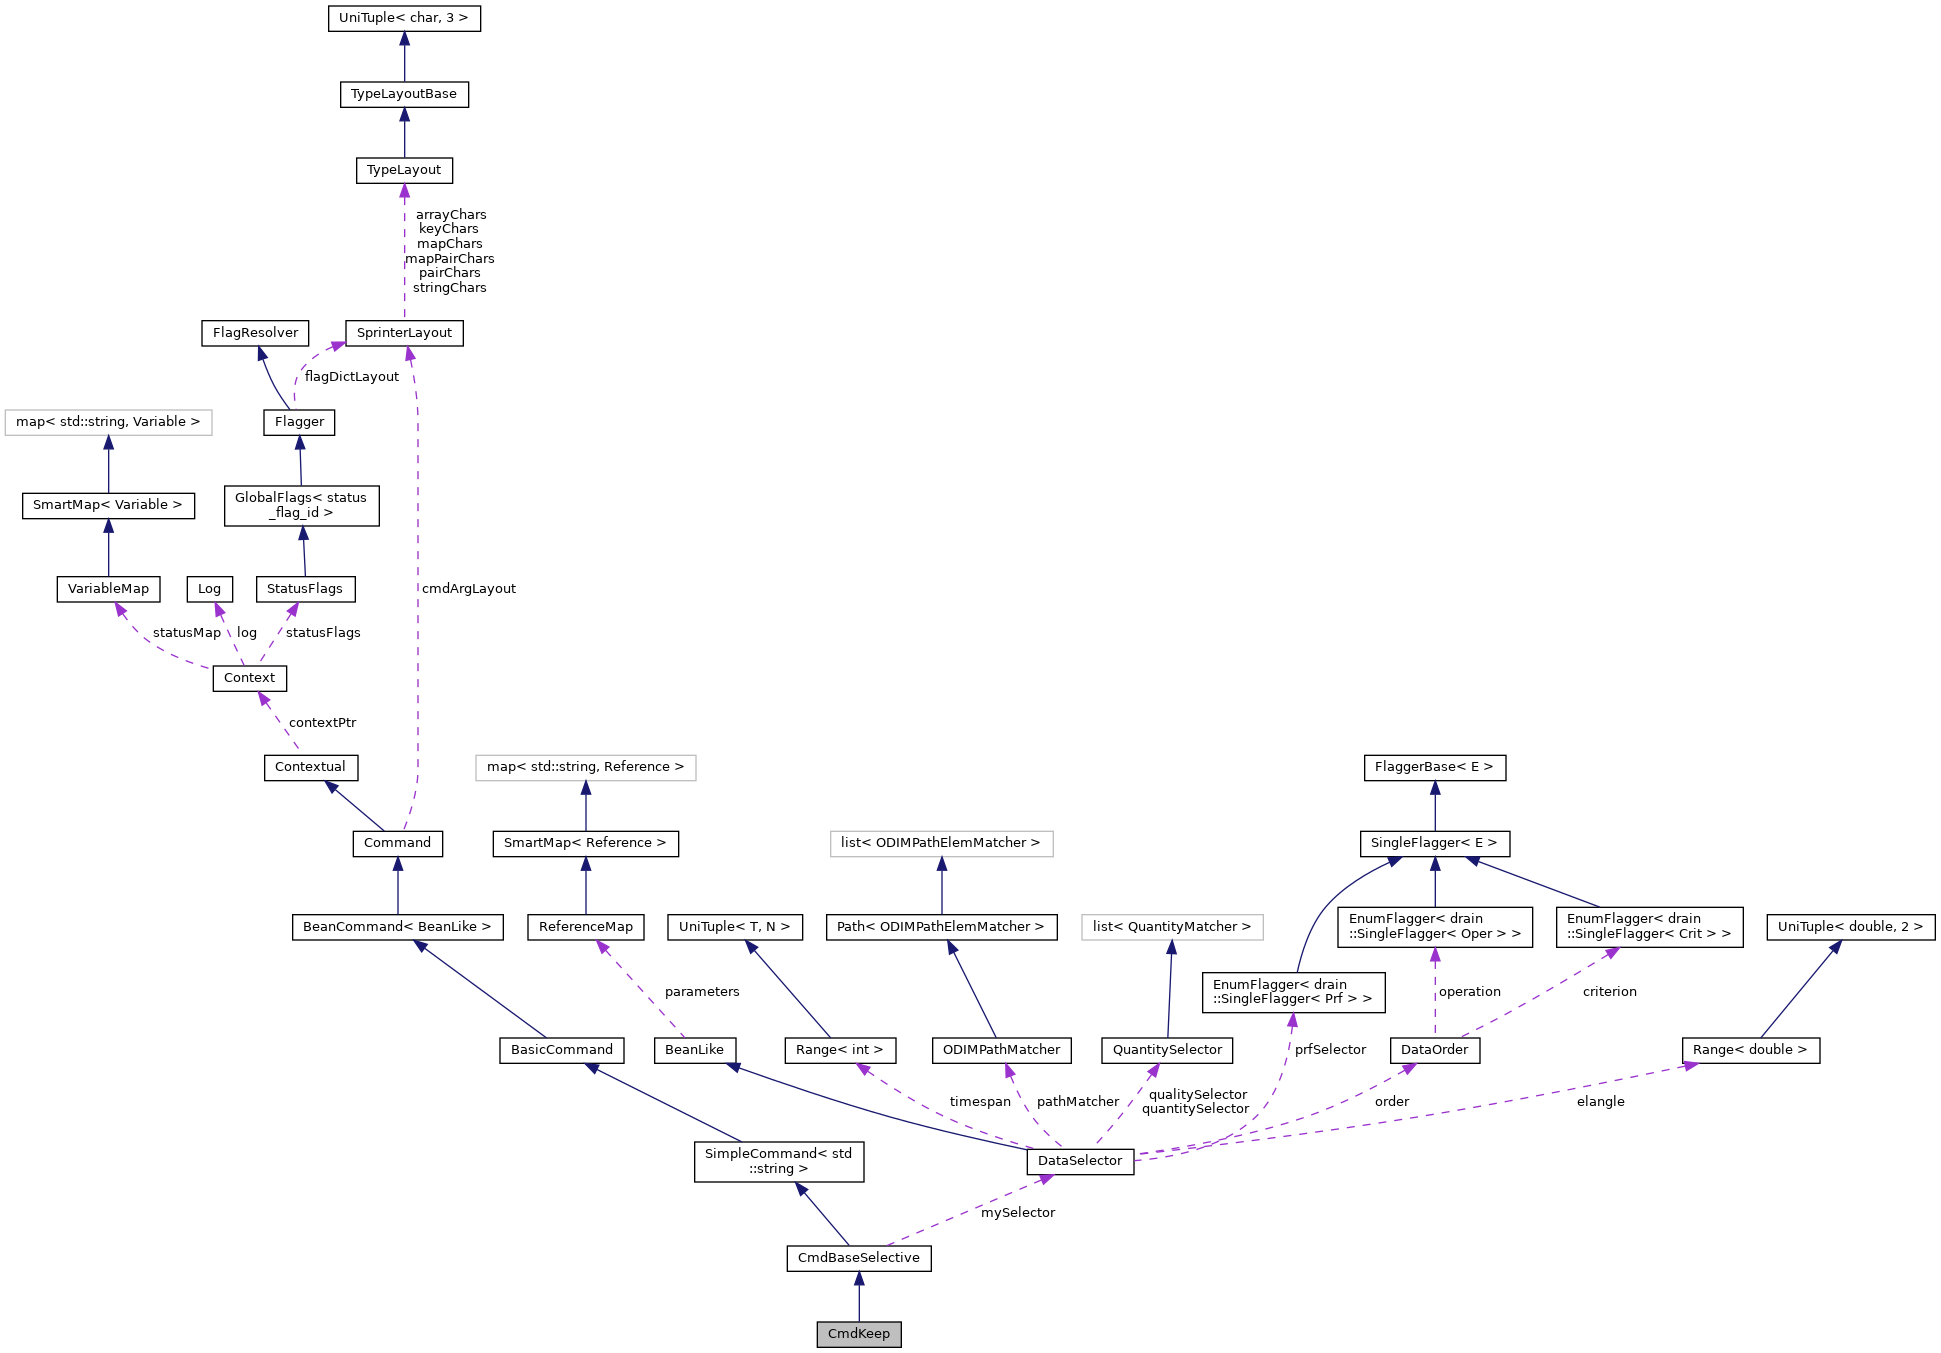 UniTuple< char, 3 >
TypeLayoutBase
TypeLayout
arrayChars
keyChars
mapChars
mapPairChars
pairChars
stringChars
FlagResolver
SprinterLayout
flagDictLayout
map< std::string, Variable >
Flagger
SmartMap< Variable >
GlobalFlags< status
_flag_id >
VariableMap
Log
StatusFlags
cmdArgLayout
statusMap
log
statusFlags
Context
contextPtr
Contextual
map< std::string, Reference >
FlaggerBase< E >
Command
SmartMap< Reference >
list< ODIMPathElemMatcher >
SingleFlagger< E >
BeanCommand< BeanLike >
ReferenceMap
UniTuple< T, N >
Path< ODIMPathElemMatcher >
list< QuantityMatcher >
EnumFlagger< drain
::SingleFlagger< Oper > >
EnumFlagger< drain
::SingleFlagger< Crit > >
UniTuple< double, 2 >
EnumFlagger< drain
::SingleFlagger< Prf > >
parameters
operation
criterion
BasicCommand
BeanLike
Range< int >
ODIMPathMatcher
QuantitySelector
prfSelector
DataOrder
Range< double >
timespan
pathMatcher
qualitySelector
quantitySelector
order
elangle
SimpleCommand< std
::string >
DataSelector
mySelector
CmdBaseSelective
CmdKeep